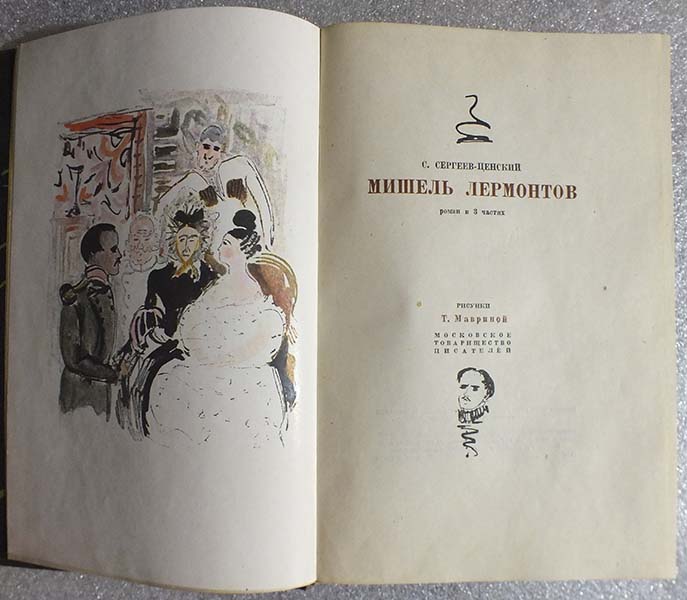 С. СЕРГЕЕВ-ЦЕНСКИЙ
МИШЕЛЬ ЛЕРМОНТОВ
роман в 3 частях
РИСУНКИ
Т. Мавриной
МОСКОВСКОЕ
ТОВАРИЩЕСТВО
ПИСАТЕЛЕЙ